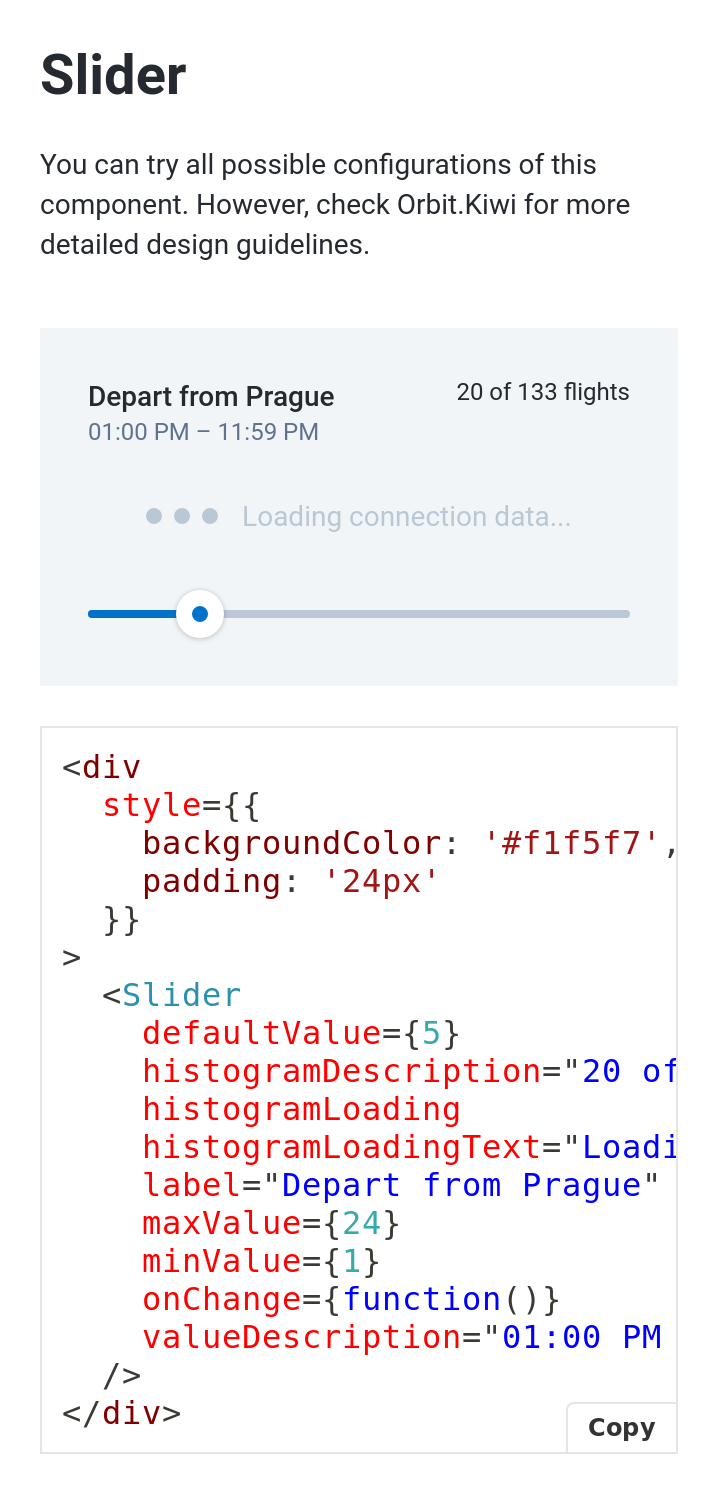 Slider
You can try all possible configurations of this
component. However, check Orbit.Kiwi for more
detailed design guidelines.
Depart from Prague
20 of 133 flights
01:00 PM – 11:59 PM
Loading connection data...
<div
  style={{
    backgroundColor: '#f1f5f7',
    padding: '24px'
  }}
>
  <Slider
    defaultValue={5}
    histogramDescription="20 of
    histogramLoading
    histogramLoadingText="Loadi
    label="Depart from Prague"
    maxValue={24}
    minValue={1}
    onChange={function()}
    valueDescription="01:00 PM
  />
</div>
Copy